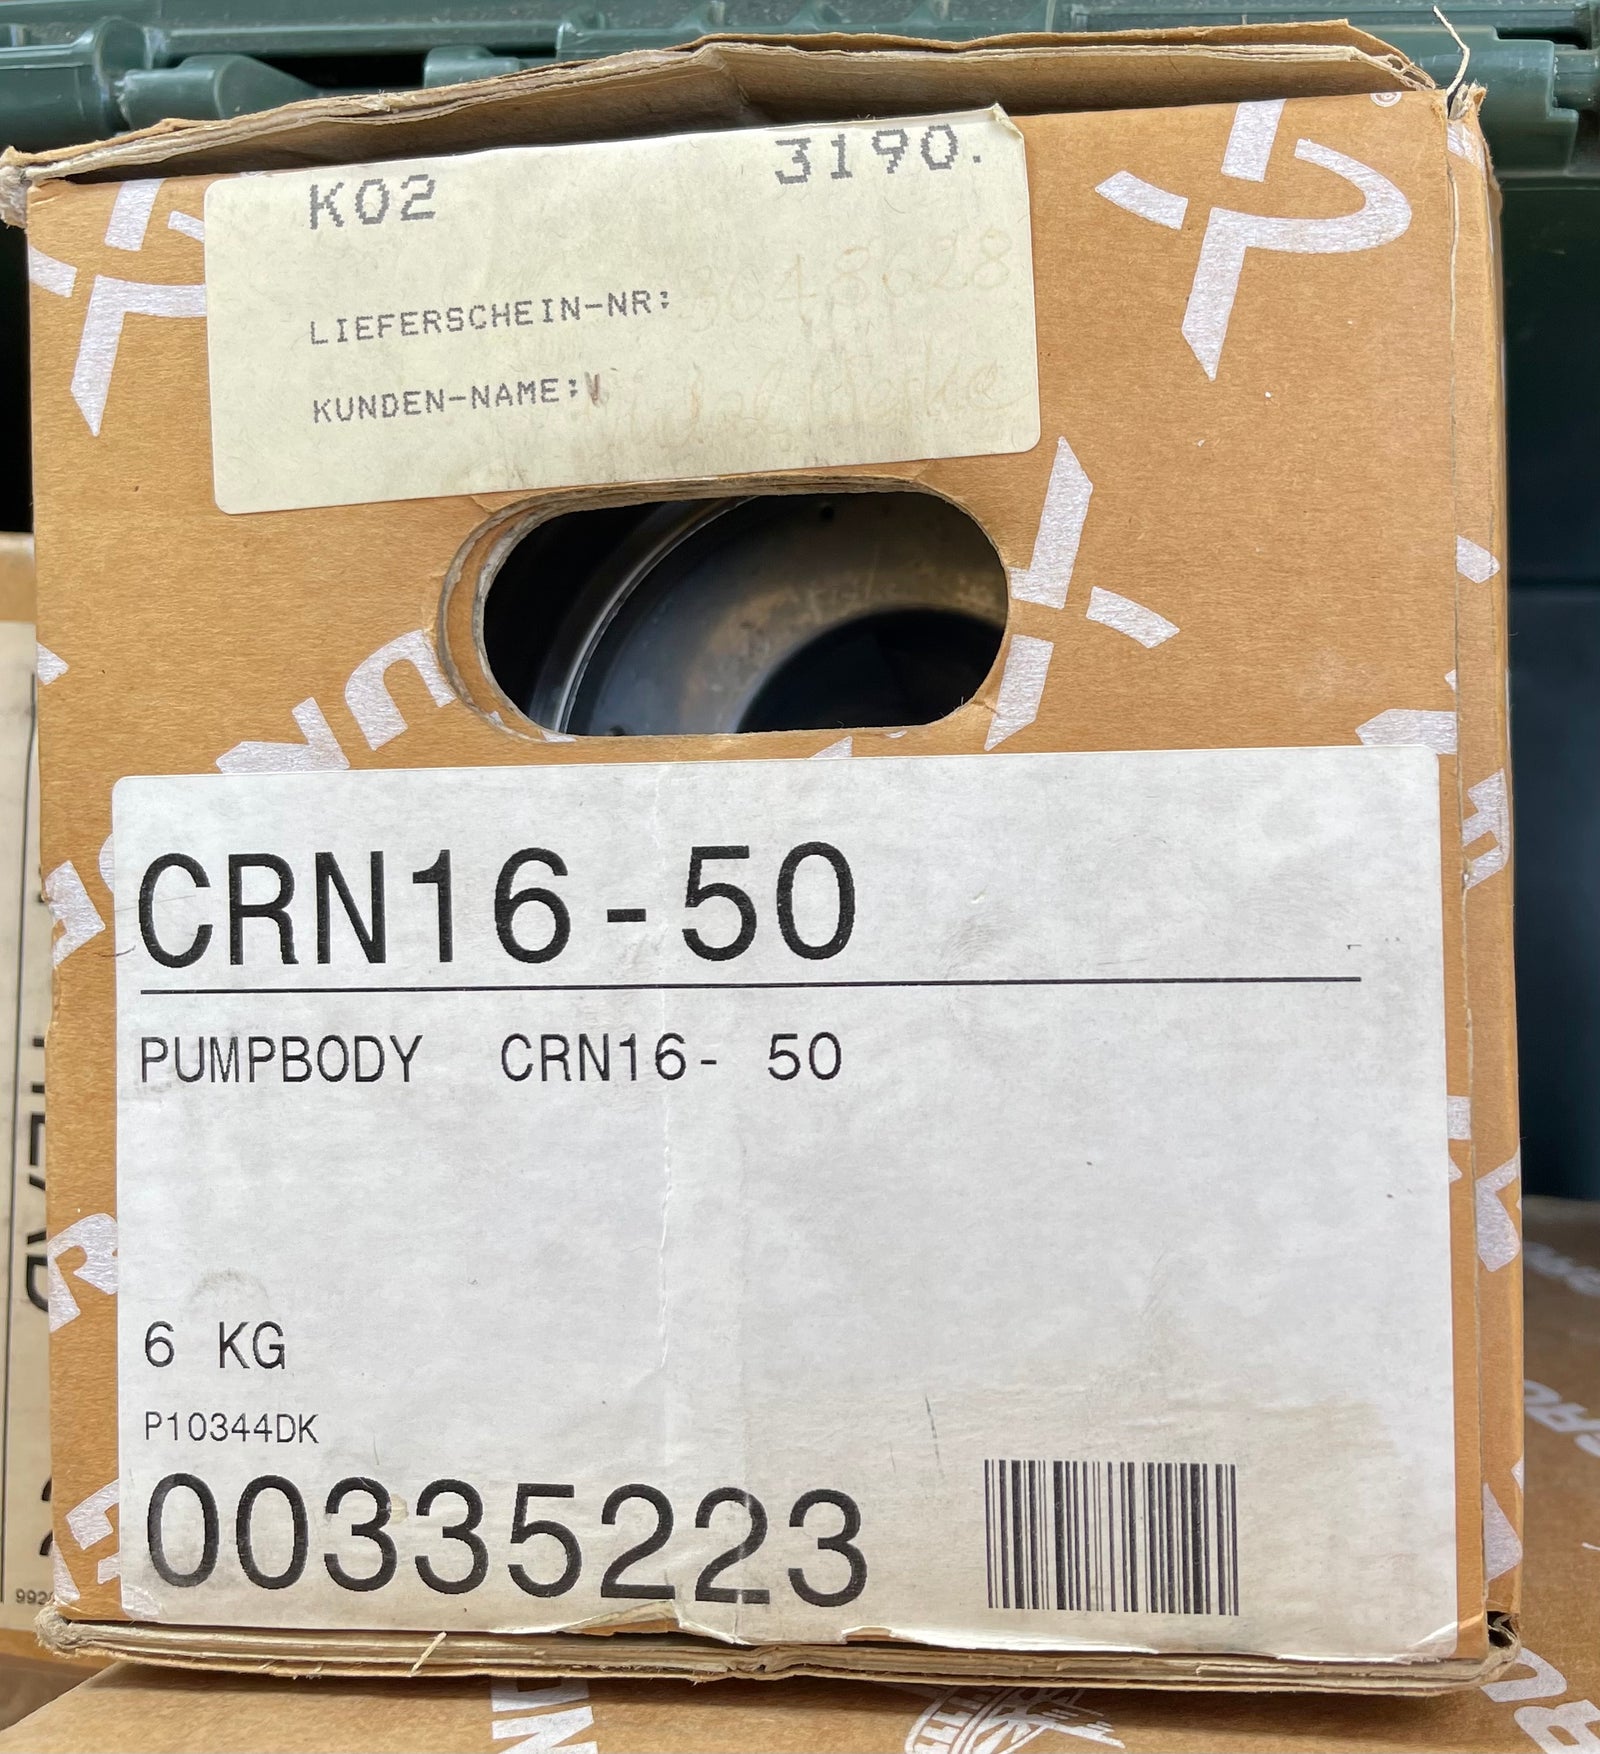 K02 3190.
LIEFERSCHEIN-NR:
KUNDEN-NAME:
CRN16-50
PUMPBODY CRN16- 50
6 KG
P10344DK
00335223